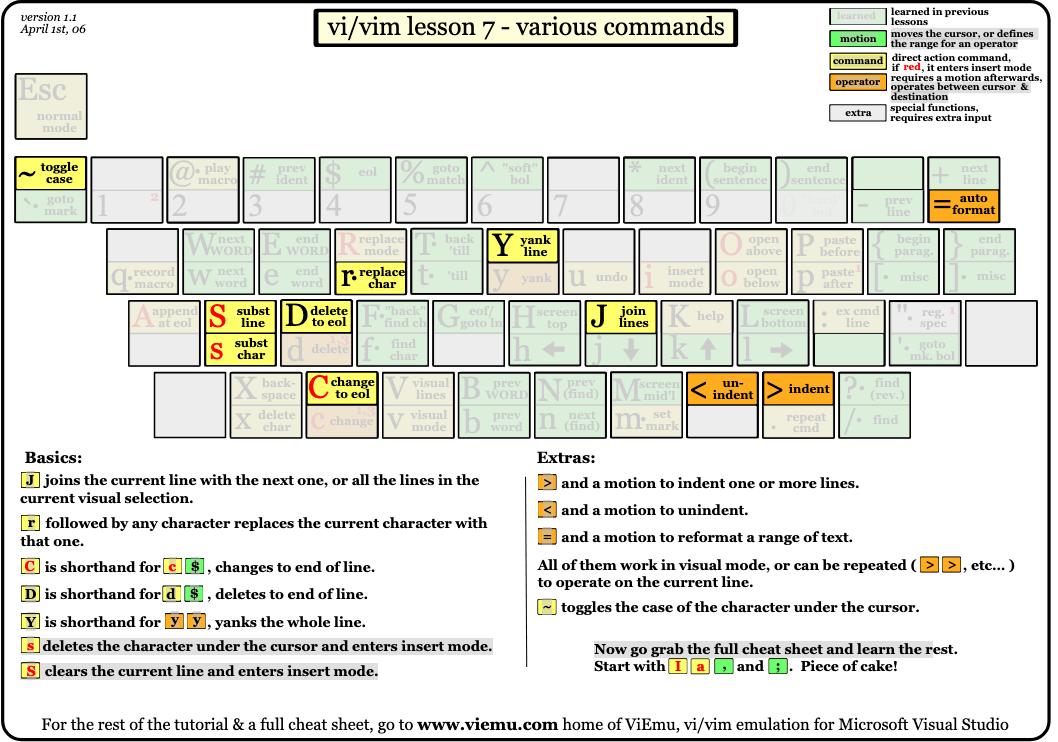 version 1.1
April 1st, 06
vi/vim lesson 7 - various commands
learned learned in previous lessons
motion moves the cursor, or defines the range for an operator
command direct action command, if red, it enters insert mode
operator requires a motion afterwards, operates between cursor & destination
extra special functions, requires extra input
Esc normal mode
~ toggle case @· play macro # prev ident $ eol % goto match ^ "soft" bol * next ident ( begin sentence ) end sentence + next line
`· goto mark 1 2 2 3 4 5 6 7 8 9 0 - prev line = auto format
W next WORD E end WORD R replace mode T· back 'till Y yank line O open above P paste before { begin parag. } end parag.
q· record macro w next word e end word r· replace char t· 'till y yank u undo i insert mode o open below p paste after 1 [· misc ]· misc
A append at eol S subst line D delete to eol F· "back" find ch G eof/ goto ln H screen top J join lines K help L screen bottom : ex cmd line "· reg. spec 1
s subst char d delete 1,3 f· find char h ← j ↓ k ↑ l → '· goto mk. bol
X back-space C change to eol V visual lines B prev WORD N prev (find) M screen mid'l < un-indent > indent ?· find (rev.)
x delete char c change 1,3 v visual mode b prev word n next (find) m· set mark . repeat cmd /· find
Basics:
J joins the current line with the next one, or all the lines in the
current visual selection.
r followed by any character replaces the current character with
that one.
C is shorthand for c $ , changes to end of line.
D is shorthand for d $ , deletes to end of line.
Y is shorthand for y y , yanks the whole line.
s deletes the character under the cursor and enters insert mode.
S clears the current line and enters insert mode.
Extras:
> and a motion to indent one or more lines.
< and a motion to unindent.
= and a motion to reformat a range of text.
All of them work in visual mode, or can be repeated ( > > , etc... )
to operate on the current line.
~ toggles the case of the character under the cursor.
Now go grab the full cheat sheet and learn the rest.
Start with I a , and ; . Piece of cake!
For the rest of the tutorial & a full cheat sheet, go to www.viemu.com home of ViEmu, vi/vim emulation for Microsoft Visual Studio